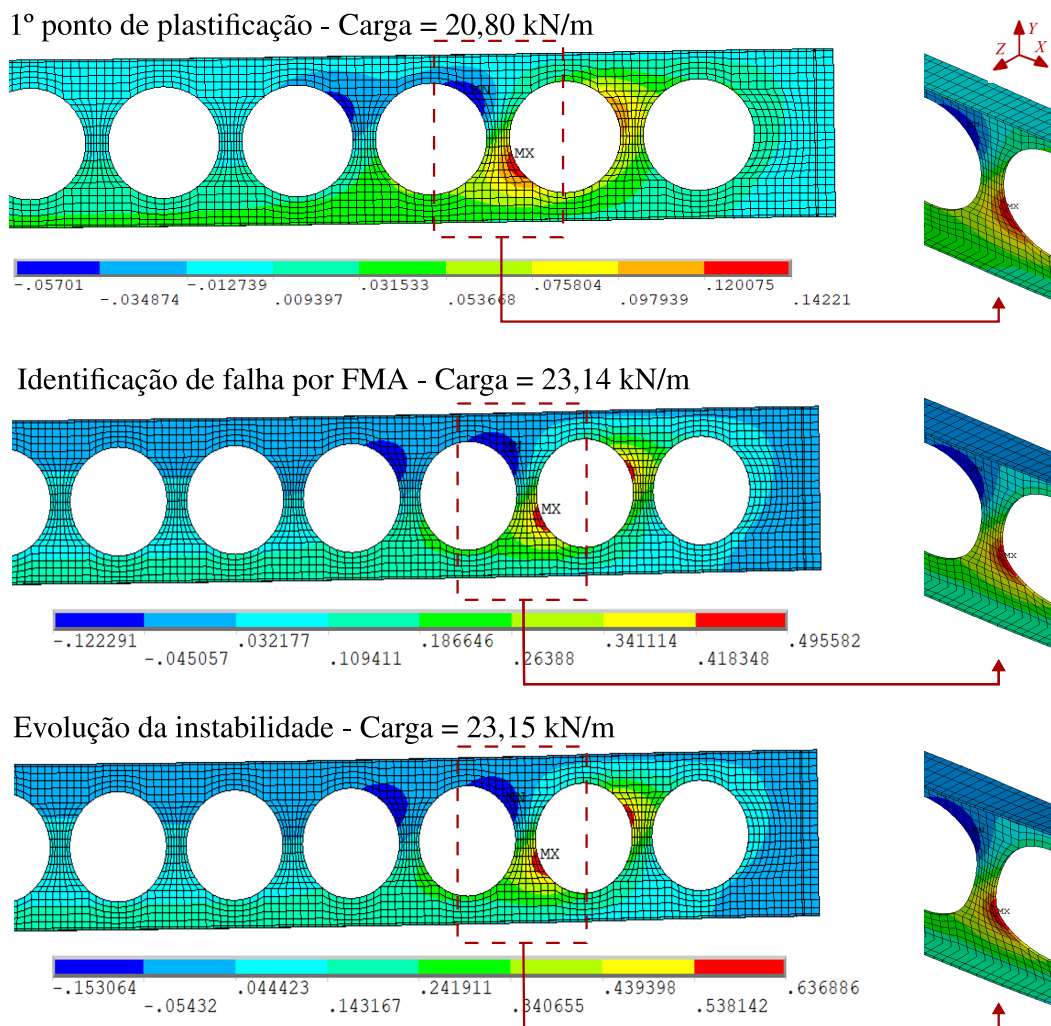 1º ponto de plastificação - Carga = 20,80 kN/m
Y
Z X
MN
MX
MX
-.05701 -.012739 .031533 .075804 .120075
-.034874 .009397 .053668 .097939 .14221
Identificação de falha por FMA - Carga = 23,14 kN/m
MX
MX
-.122291 .032177 .186646 .341114 .495582
-.045057 .109411 .26388 .418348
Evolução da instabilidade - Carga = 23,15 kN/m
MX
MX
-.153064 .044423 .241911 .439398 .636886
-.05432 .143167 .340655 .538142